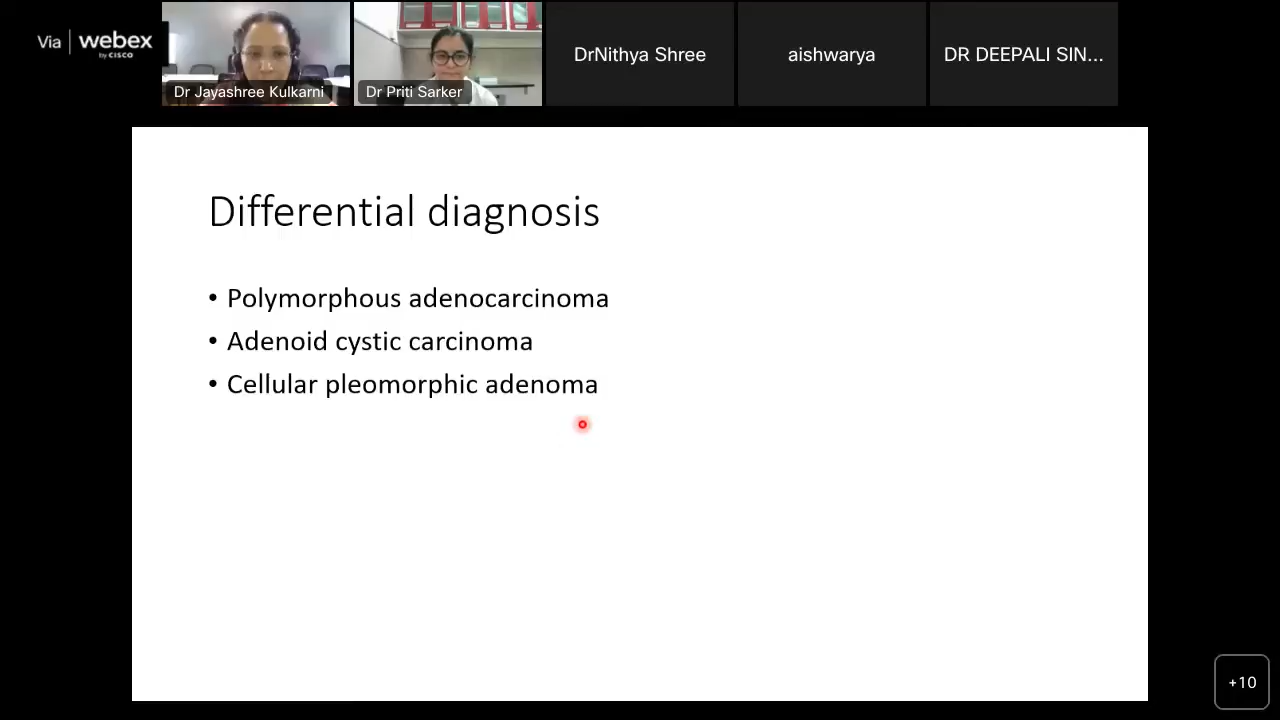 Via webex
by CISCO
Dr Jayashree Kulkarni
Dr Priti Sarker
DrNithya Shree
aishwarya
DR DEEPALI SIN...
Differential diagnosis
• Polymorphous adenocarcinoma
• Adenoid cystic carcinoma
• Cellular pleomorphic adenoma
+10